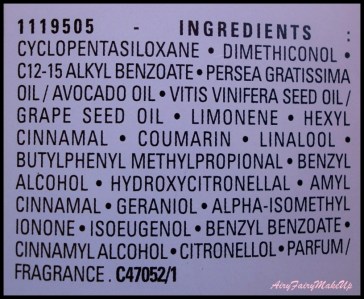 1119505 - INGREDIENTS :
CYCLOPENTASILOXANE • DIMETHICONOL •
C12-15 ALKYL BENZOATE • PERSEA GRATISSIMA
OIL / AVOCADO OIL • VITIS VINIFERA SEED OIL /
GRAPE SEED OIL • LIMONENE • HEXYL
CINNAMAL • COUMARIN • LINALOOL •
BUTYLPHENYL METHYLPROPIONAL • BENZYL
ALCOHOL • HYDROXYCITRONELLAL • AMYL
CINNAMAL • GERANIOL • ALPHA-ISOMETHYL
IONONE • ISOEUGENOL • BENZYL BENZOATE •
CINNAMYL ALCOHOL • CITRONELLOL • PARFUM /
FRAGRANCE . C47052/1
AiryFairyMakeUp